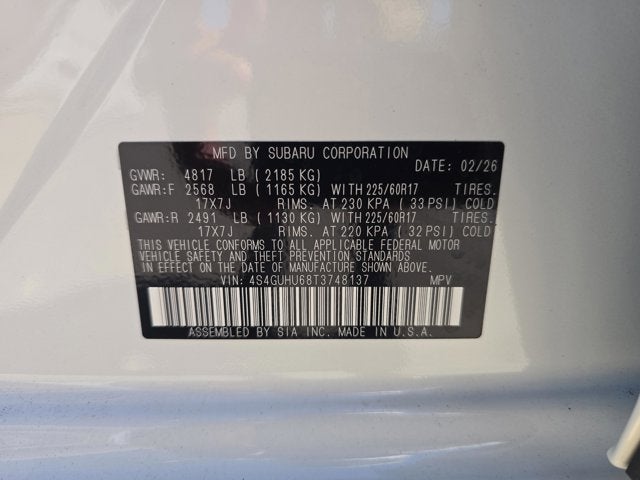 MFD BY SUBARU CORPORATION
DATE: 02/26
GVWR: 4817 LB (2185 KG)
GAWR:F 2568 LB (1165 KG) WITH 225/60R17 TIRES.
17X7J RIMS. AT 230 KPA (33 PSI) COLD
GAWR:R 2491 LB (1130 KG) WITH 225/60R17 TIRES.
17X7J RIMS. AT 220 KPA (32 PSI) COLD
THIS VEHICLE CONFORMS TO ALL APPLICABLE FEDERAL MOTOR
VEHICLE SAFETY AND THEFT PREVENTION STANDARDS
IN EFFECT ON THE DATE OF MANUFACTURE SHOWN ABOVE.
VIN: 4S4GUHU68T3748137 MPV
ASSEMBLED BY SIA INC. MADE IN U.S.A.